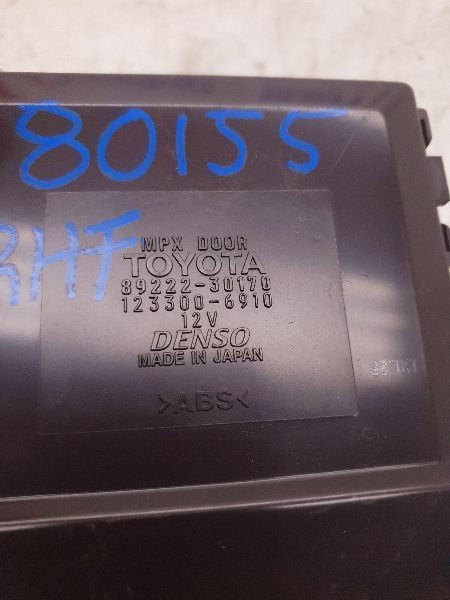 80155
RHF
MPX DOOR
TOYOTA
89222-30170
123300-6910
12V
DENSO
MADE IN JAPAN
>ABS<